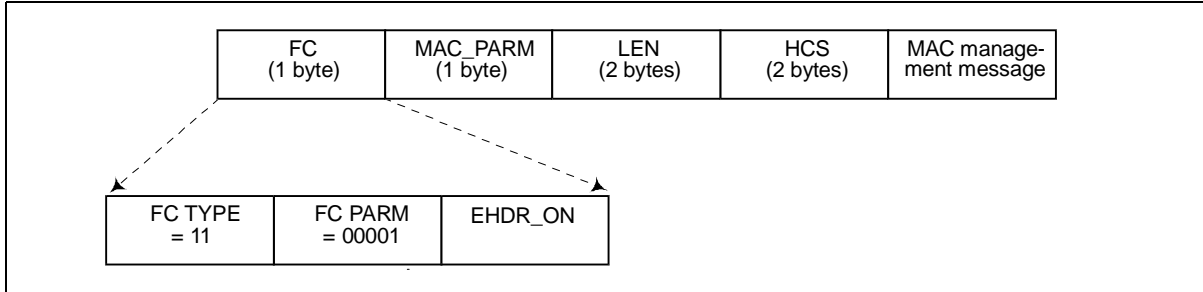 FC
(1 byte)
MAC_PARM
(1 byte)
LEN
(2 bytes)
HCS
(2 bytes)
MAC manage-
ment message
FC TYPE
= 11
FC PARM
= 00001
EHDR_ON